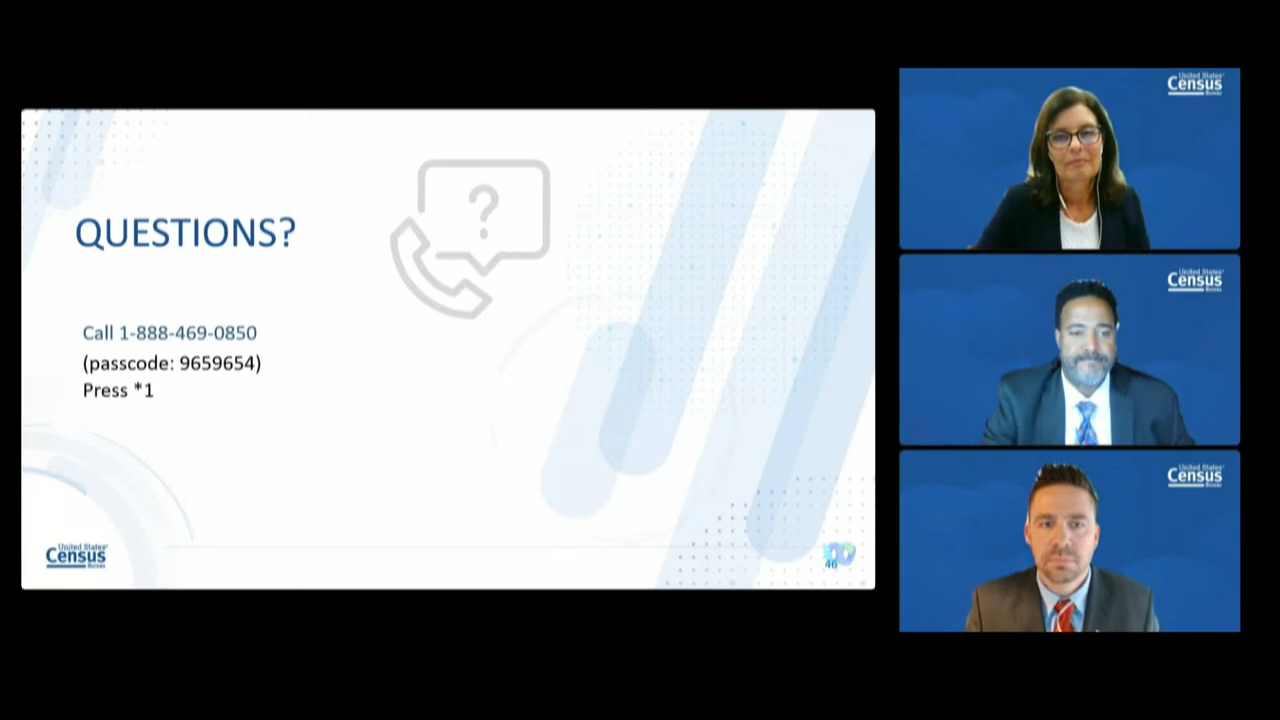 QUESTIONS?
?
Call 1-888-469-0850
(passcode: 9659654)
Press *1
United States®
Census
Bureau
46
United States®
Census
Bureau
United States®
Census
Bureau
United States®
Census
Bureau